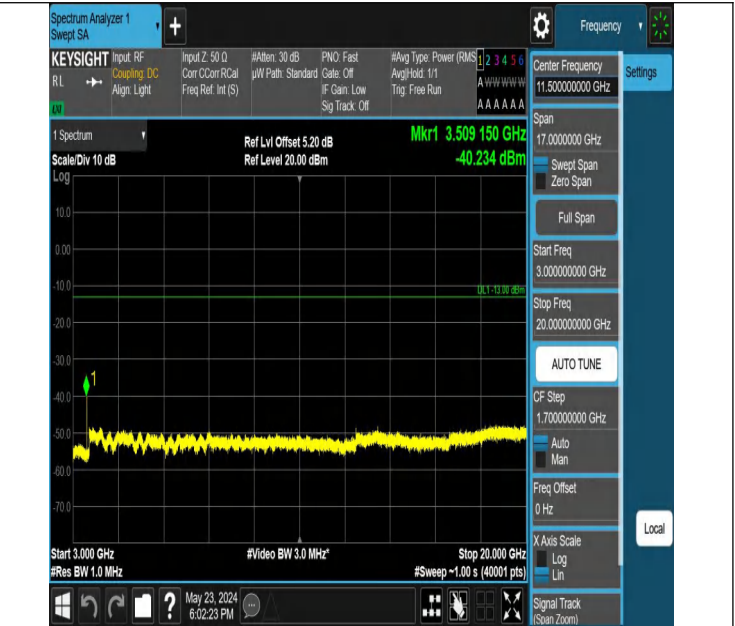 Spectrum Analyzer 1
Swept SA
+
Frequency
KEYSIGHT
Input: RF
Input Z: 50 Ω
#Atten: 30 dB
PNO: Fast
#Avg Type: Power (RMS
1 2 3 4 5 6
RL
Coupling: DC
Corr CCorr RCal
µW Path: Standard
Gate: Off
Avg|Hold: 1/1
A W W W W W
Align: Light
Freq Ref: Int (S)
IF Gain: Low
Trig: Free Run
Sig Track: Off
A A A A A A
1 Spectrum
Scale/Div 10 dB
Ref Lvl Offset 5.20 dB
Ref Level 20.00 dBm
Mkr1 3.509 150 GHz
-40.234 dBm
Log
10.0
0.00
-10.0
-20.0
-30.0
-40.0
-50.0
-60.0
-70.0
DL1 -13.00 dBm
1
Start 3.000 GHz
#Video BW 3.0 MHz*
Stop 20.000 GHz
#Res BW 1.0 MHz
#Sweep ~1.00 s (40001 pts)
?
May 23, 2024
6:02:23 PM
Center Frequency
11.500000000 GHz
Settings
Span
17.0000000 GHz
Swept Span
Zero Span
Full Span
Start Freq
3.000000000 GHz
Stop Freq
20.000000000 GHz
AUTO TUNE
CF Step
1.700000000 GHz
Auto
Man
Freq Offset
0 Hz
X Axis Scale
Log
Lin
Local
Signal Track
(Span Zoom)